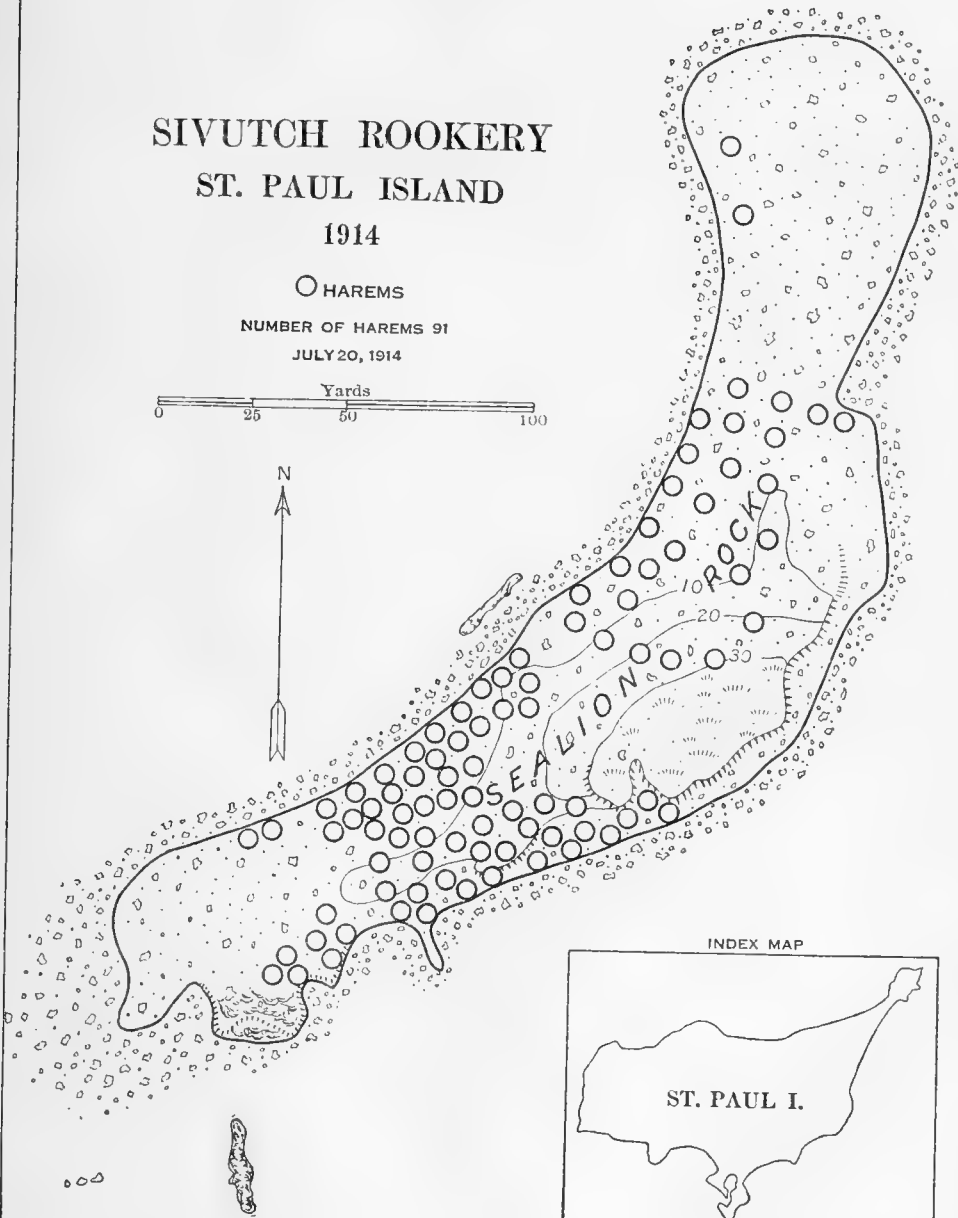 SIVUTCH ROOKERY
ST. PAUL ISLAND
1914
HAREMS
NUMBER OF HAREMS 91
JULY 20, 1914
Yards
0 25 50 100
N
SEA LION ROCK
10
20
30
INDEX MAP
ST. PAUL I.